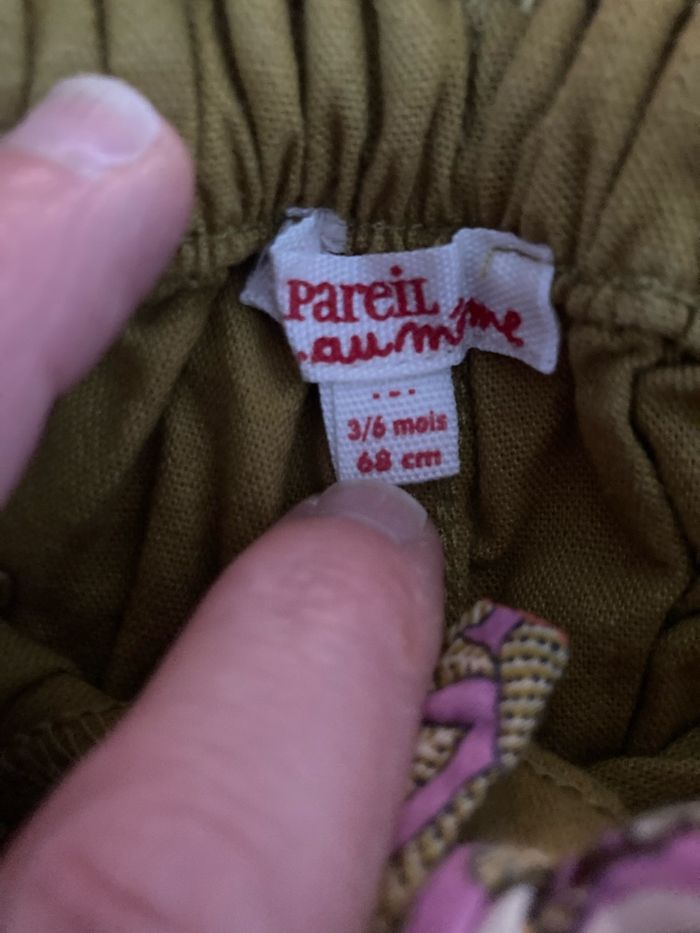 Pareil
..au même
...
3/6 mois
68 cm